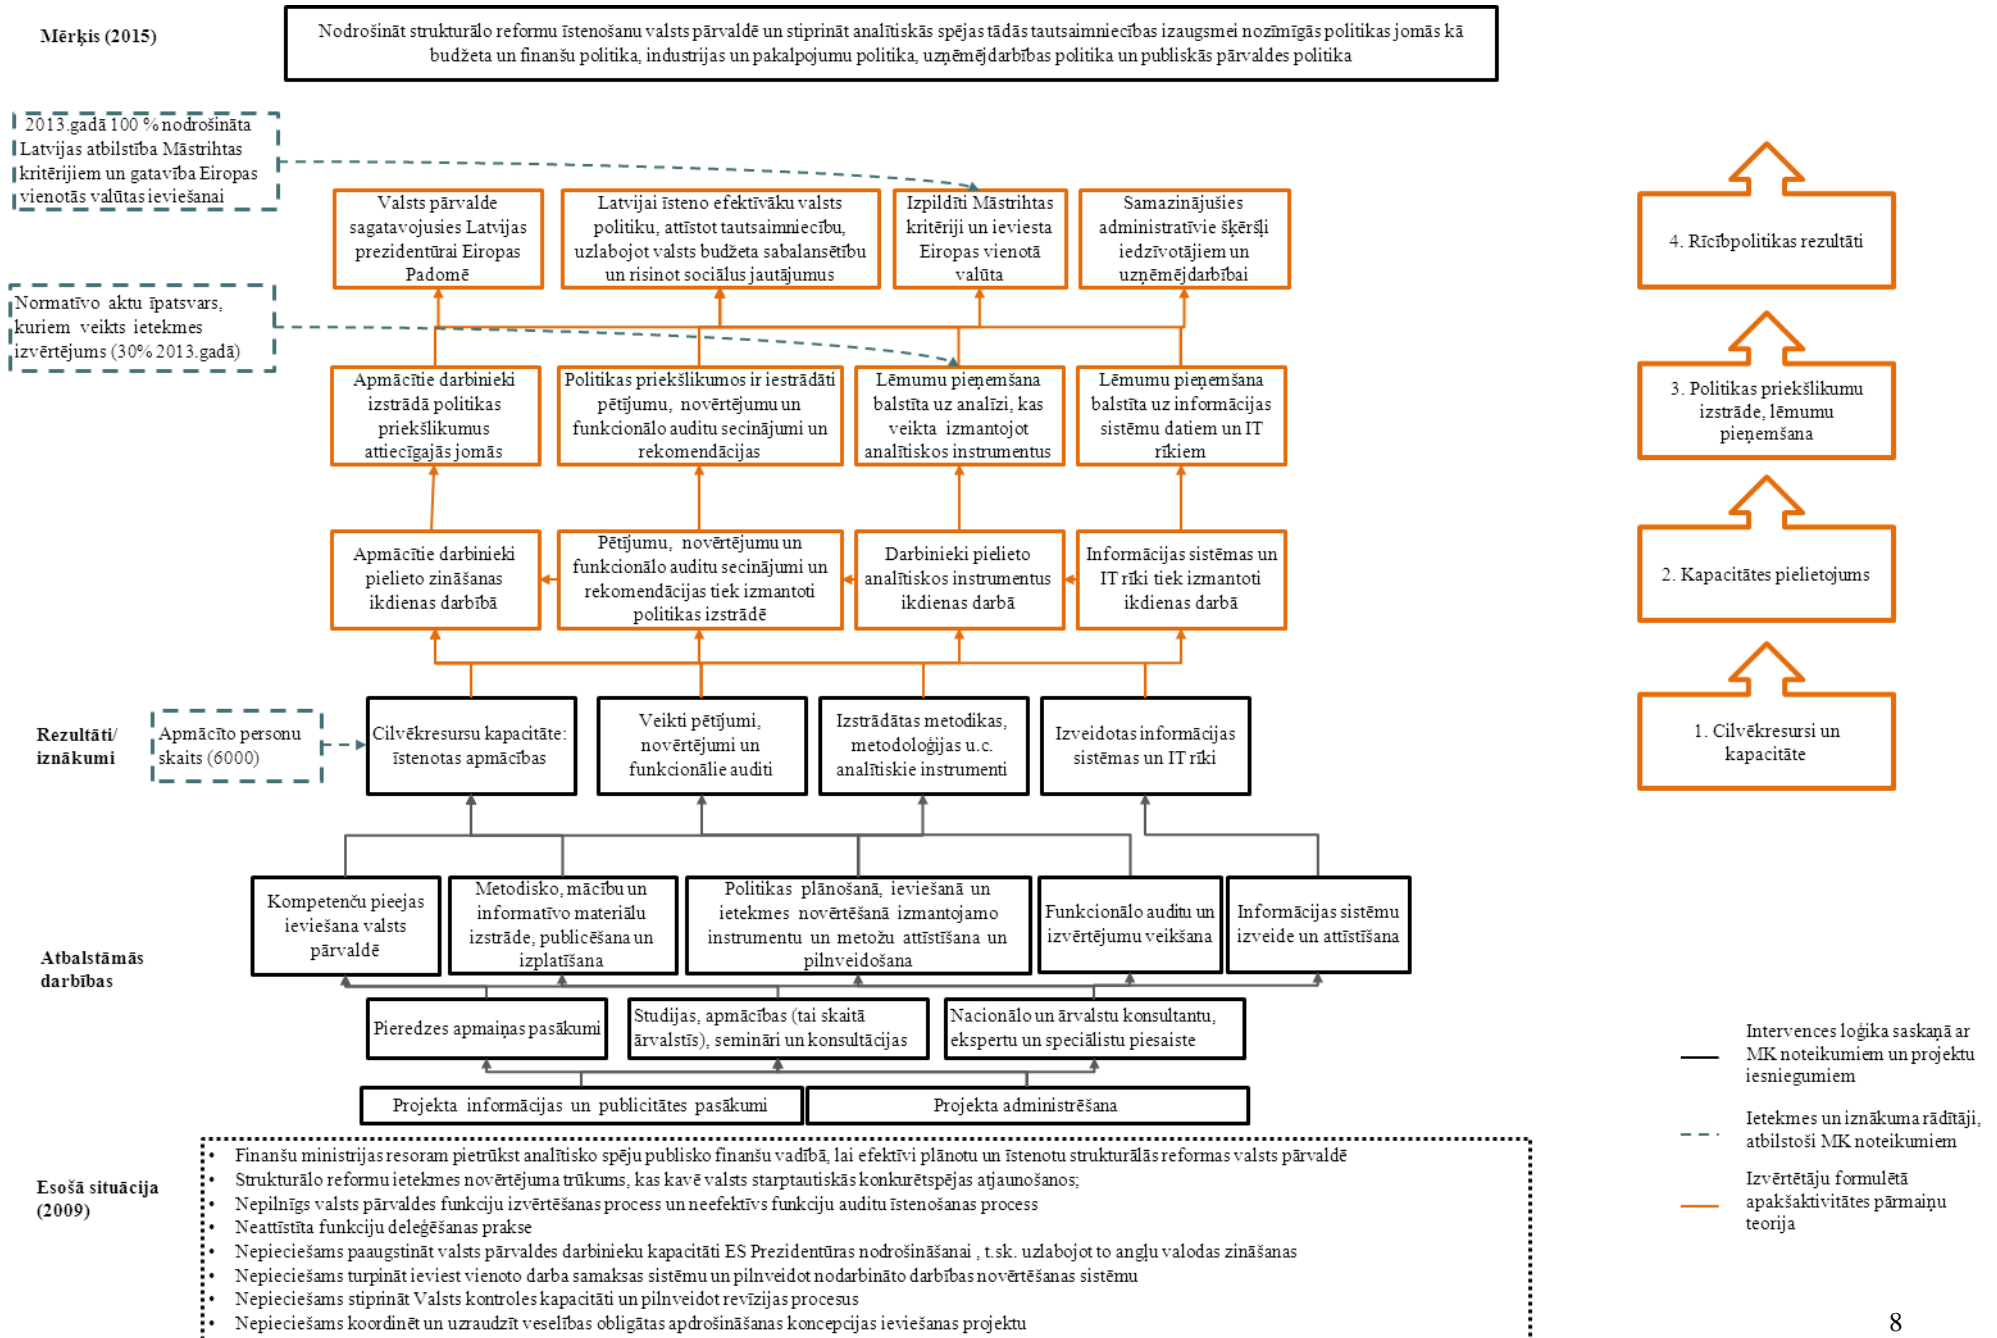 Mērķis (2015)
Nodrošināt strukturālo reformu īstenošanu valsts pārvaldē un stiprināt analītiskās spējas tādās tautsaimniecības izaugsmei nozīmīgās politikas jomās kā
budžeta un finanšu politika, industrijas un pakalpojumu politika, uzņēmējdarbības politika un publiskās pārvaldes politika
2013.gadā 100 % nodrošināta
Latvijas atbilstība Māstrihtas
kritērijiem un gatavība Eiropas
vienotās valūtas ieviešanai
Valsts pārvalde
sagatavojusies Latvijas
prezidentūrai Eiropas
Padomē
Latvijai īsteno efektīvāku valsts
politiku, attīstot tautsaimniecību,
uzlabojot valsts budžeta sabalansētību
un risinot sociālus jautājumus
Izpildīti Māstrihtas
kritēriji un ieviesta
Eiropas vienotā
valūta
Samazinājušies
administratīvie šķēršļi
iedzīvotājiem un
uzņēmējdarbībai
4. Rīcībpolitikas rezultāti
Normatīvo aktu īpatsvars,
kuriem veikts ietekmes
izvērtējums (30% 2013.gadā)
Apmācītie darbinieki
izstrādā politikas
priekšlikumus
attiecīgajās jomās
Politikas priekšlikumos ir iestrādāti
pētījumu, novērtējumu un
funkcionālo auditu secinājumi un
rekomendācijas
Lēmumu pieņemšana
balstīta uz analīzi, kas
veikta izmantojot
analītiskos instrumentus
Lēmumu pieņemšana
balstīta uz informācijas
sistēmu datiem un IT
rīkiem
3. Politikas priekšlikumu
izstrāde, lēmumu
pieņemšana
Apmācītie darbinieki
pielieto zināšanas
ikdienas darbībā
Pētījumu, novērtējumu un
funkcionālo auditu secinājumi un
rekomendācijas tiek izmantoti
politikas izstrādē
Darbinieki pielieto
analītiskos instrumentus
ikdienas darbā
Informācijas sistēmas un
IT rīki tiek izmantoti
ikdienas darbā
2. Kapacitātes pielietojums
Rezultāti/
iznākumi
Apmācīto personu
skaits (6000)
Cilvēkresursu kapacitāte:
īstenotas apmācības
Veikti pētījumi,
novērtējumi un
funkcionālie auditi
Izstrādātas metodikas,
metodoloģijas u.c.
analītiskie instrumenti
Izveidotas informācijas
sistēmas un IT rīki
1. Cilvēkresursi un
kapacitāte
Atbalstāmās
darbības
Kompetenču pieejas
ieviešana valsts
pārvaldē
Metodisko, mācību un
informatīvo materiālu
izstrāde, publicēšana un
izplatīšana
Politikas plānošanā, ieviešanā un
ietekmes novērtēšanā izmantojamo
instrumentu un metožu attīstīšana un
pilnveidošana
Funkcionālo auditu un
izvērtējumu veikšana
Informācijas sistēmu
izveide un attīstīšana
Pieredzes apmaiņas pasākumi
Studijas, apmācības (tai skaitā
ārvalstīs), semināri un konsultācijas
Nacionālo un ārvalstu konsultantu,
ekspertu un speciālistu piesaiste
Projekta informācijas un publicitātes pasākumi
Projekta administrēšana
Intervences loģika saskaņā ar
MK noteikumiem un projektu
iesniegumiem
Ietekmes un iznākuma rādītāji,
atbilstoši MK noteikumiem
Izvērtētāju formulētā
apakšaktivitātes pārmaiņu
teorija
Esošā situācija
(2009)
• Finanšu ministrijas resoram pietrūkst analītisko spēju publisko finanšu vadībā, lai efektīvi plānotu un īstenotu strukturālās reformas valsts pārvaldē
• Strukturālo reformu ietekmes novērtējuma trūkums, kas kavē valsts starptautiskās konkurētspējas atjaunošanos;
• Nepilnīgs valsts pārvaldes funkciju izvērtēšanas process un neefektīvs funkciju auditu īstenošanas process
• Neattīstīta funkciju deleģēšanas prakse
• Nepieciešams paaugstināt valsts pārvaldes darbinieku kapacitāti ES Prezidentūras nodrošināšanai , t.sk. uzlabojot to angļu valodas zināšanas
• Nepieciešams turpināt ieviest vienoto darba samaksas sistēmu un pilnveidot nodarbināto darbības novērtēšanas sistēmu
• Nepieciešams stiprināt Valsts kontroles kapacitāti un pilnveidot revīzijas procesus
• Nepieciešams koordinēt un uzraudzīt veselības obligātas apdrošināšanas koncepcijas ieviešanas projektu
8